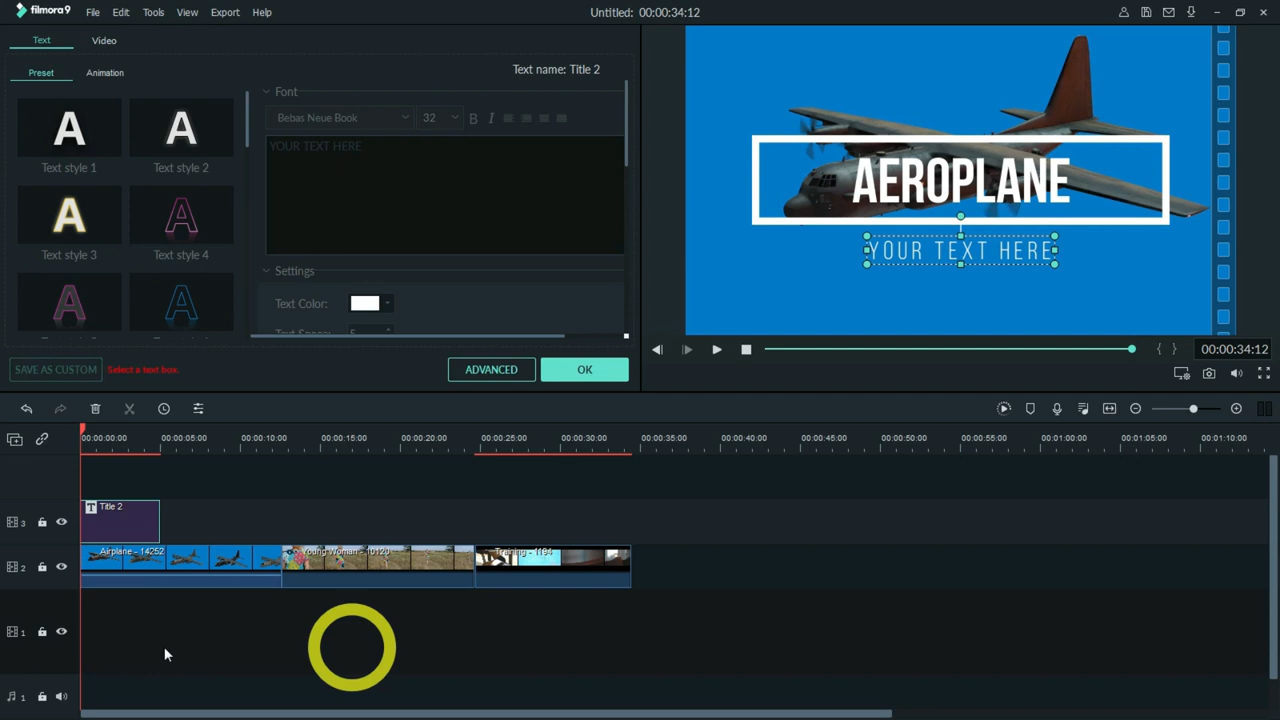 filmora9
File Edit Tools View Export Help
Untitled: 00:00:34:12
Text Video
Preset Animation
Text name: Title 2
Font
Bebas Neue Book 32 B I
YOUR TEXT HERE
A A
Text style 1 Text style 2
A A
Text style 3 Text style 4
A A
Settings
Text Color:
Text Space: 5
SAVE AS CUSTOM Select a text box. ADVANCED OK
AEROPLANE
YOUR TEXT HERE
00:00:34:12
00:00:00:00 00:00:05:00 00:00:10:00 00:00:15:00 00:00:20:00 00:00:25:00 00:00:30:00 00:00:35:00 00:00:40:00 00:00:45:00 00:00:50:00 00:00:55:00 00:01:00:00 00:01:05:00 00:01:10:00
T Title 2
3
Airplane - 14252 Young Woman - 10120 Training - 1194
2
1
1